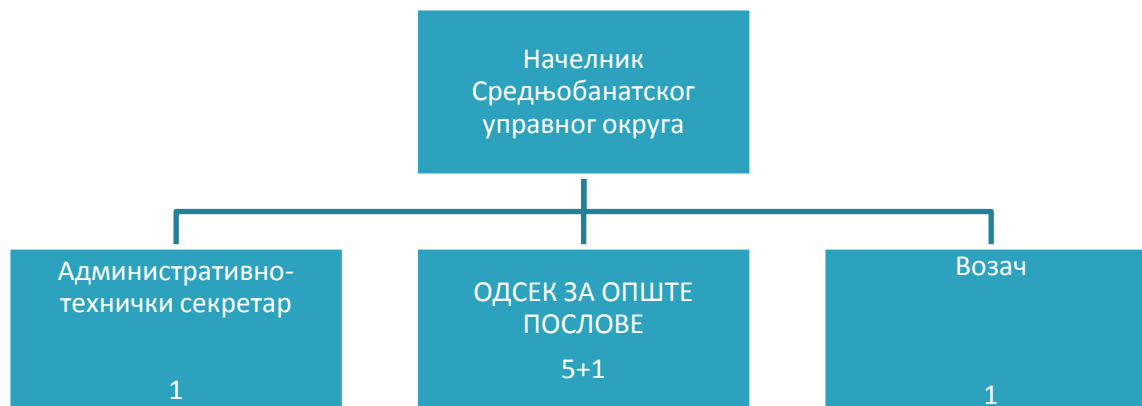 Начелник
Средњобанатског
управног округа
Административно-
технички секретар
1
ОДСЕК ЗА ОПШТЕ
ПОСЛОВЕ
5+1
Возач
1